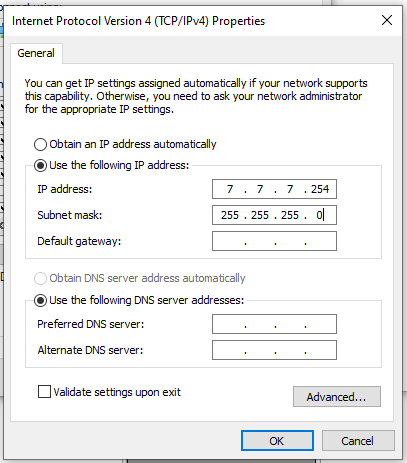 Internet Protocol Version 4 (TCP/IPv4) Properties
General
You can get IP settings assigned automatically if your network supports
this capability. Otherwise, you need to ask your network administrator
for the appropriate IP settings.
Obtain an IP address automatically
Use the following IP address:
IP address: 7 . 7 . 7 . 254
Subnet mask: 255 . 255 . 255 . 0
Default gateway: . . .
Obtain DNS server address automatically
Use the following DNS server addresses:
Preferred DNS server: . . .
Alternate DNS server: . . .
Validate settings upon exit
Advanced...
OK
Cancel